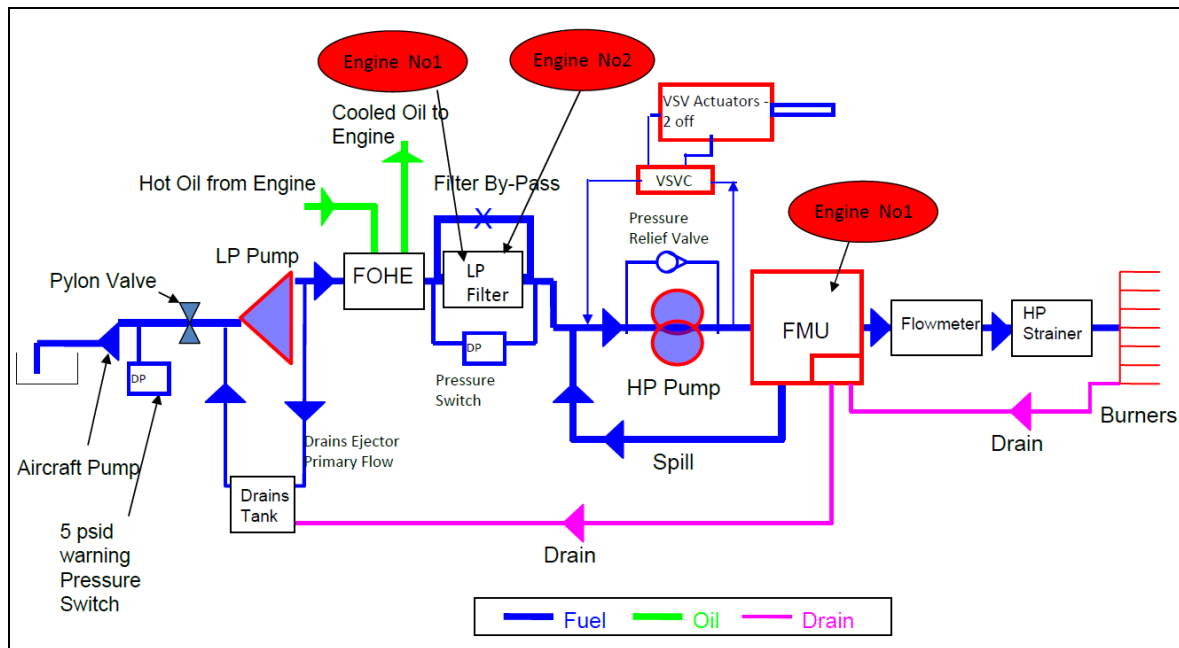 Engine No1
Engine No2
Cooled Oil to
Engine
Hot Oil from Engine
Filter By-Pass
VSV Actuators -
2 off
VSVC
Engine No1
Pressure
Relief Valve
LP Pump
Pylon Valve
FOHE
LP
Filter
FMU
Flowmeter
HP
Strainer
DP
DP
Pressure
Switch
HP Pump
Burners
Drain
Aircraft Pump
Drains Ejector
Primary Flow
Spill
Drains
Tank
5 psid
warning
Pressure
Switch
Drain
Fuel
Oil
Drain